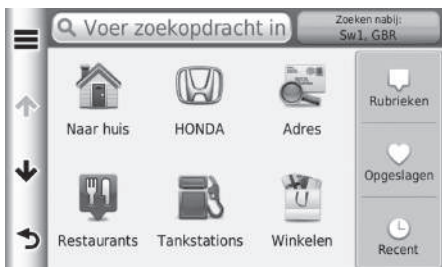 Voer zoekopdracht in
Zoeken nabij:
Sw1, GBR
Naar huis
HONDA
Adres
Rubrieken
Opgeslagen
Restaurants
Tankstations
Winkelen
Recent